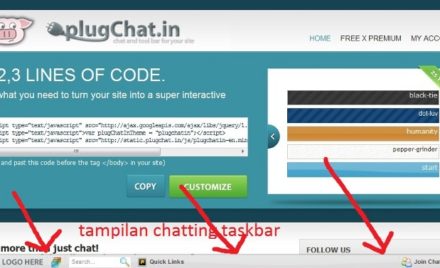 plugChat.in
chat and tool bar for your site
HOME FREE X PREMIUM MY ACCO
2,3 LINES OF CODE.
what you need to turn your site into a super interactive
cript type="text/javascript" src="http://ajax.googleapis.com/ajax/libs/jquery/1.
cript type="text/javascript">var plugChatInTheme = "plugchatin";</script>
cript type="text/javascript" src="http://static.plugchat.in/js/plugchatin-en.min
and past this code before the tag </body> in your site)
COPY
CUSTOMIZE
black-tie
dot-luv
humanity
pepper-grinder
start
tampilan chatting taskbar
more than just chat!
FOLLOW US
LOGO HERE
Search...
Quick Links
Join Chat